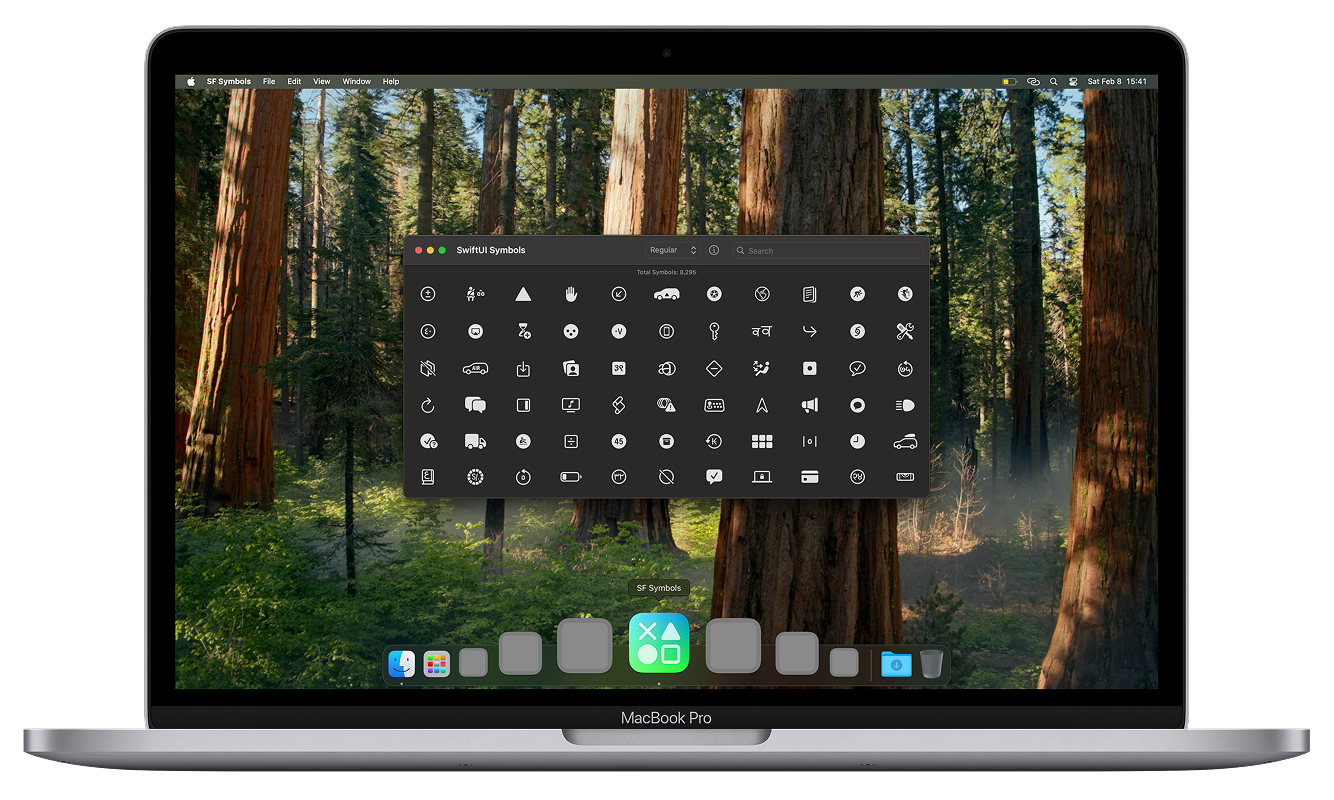 SF Symbols File Edit View Window Help Sat Feb 8 15:41
SwiftUI Symbols Regular Search
Total Symbols: 8,295
45
SF Symbols
MacBook Pro